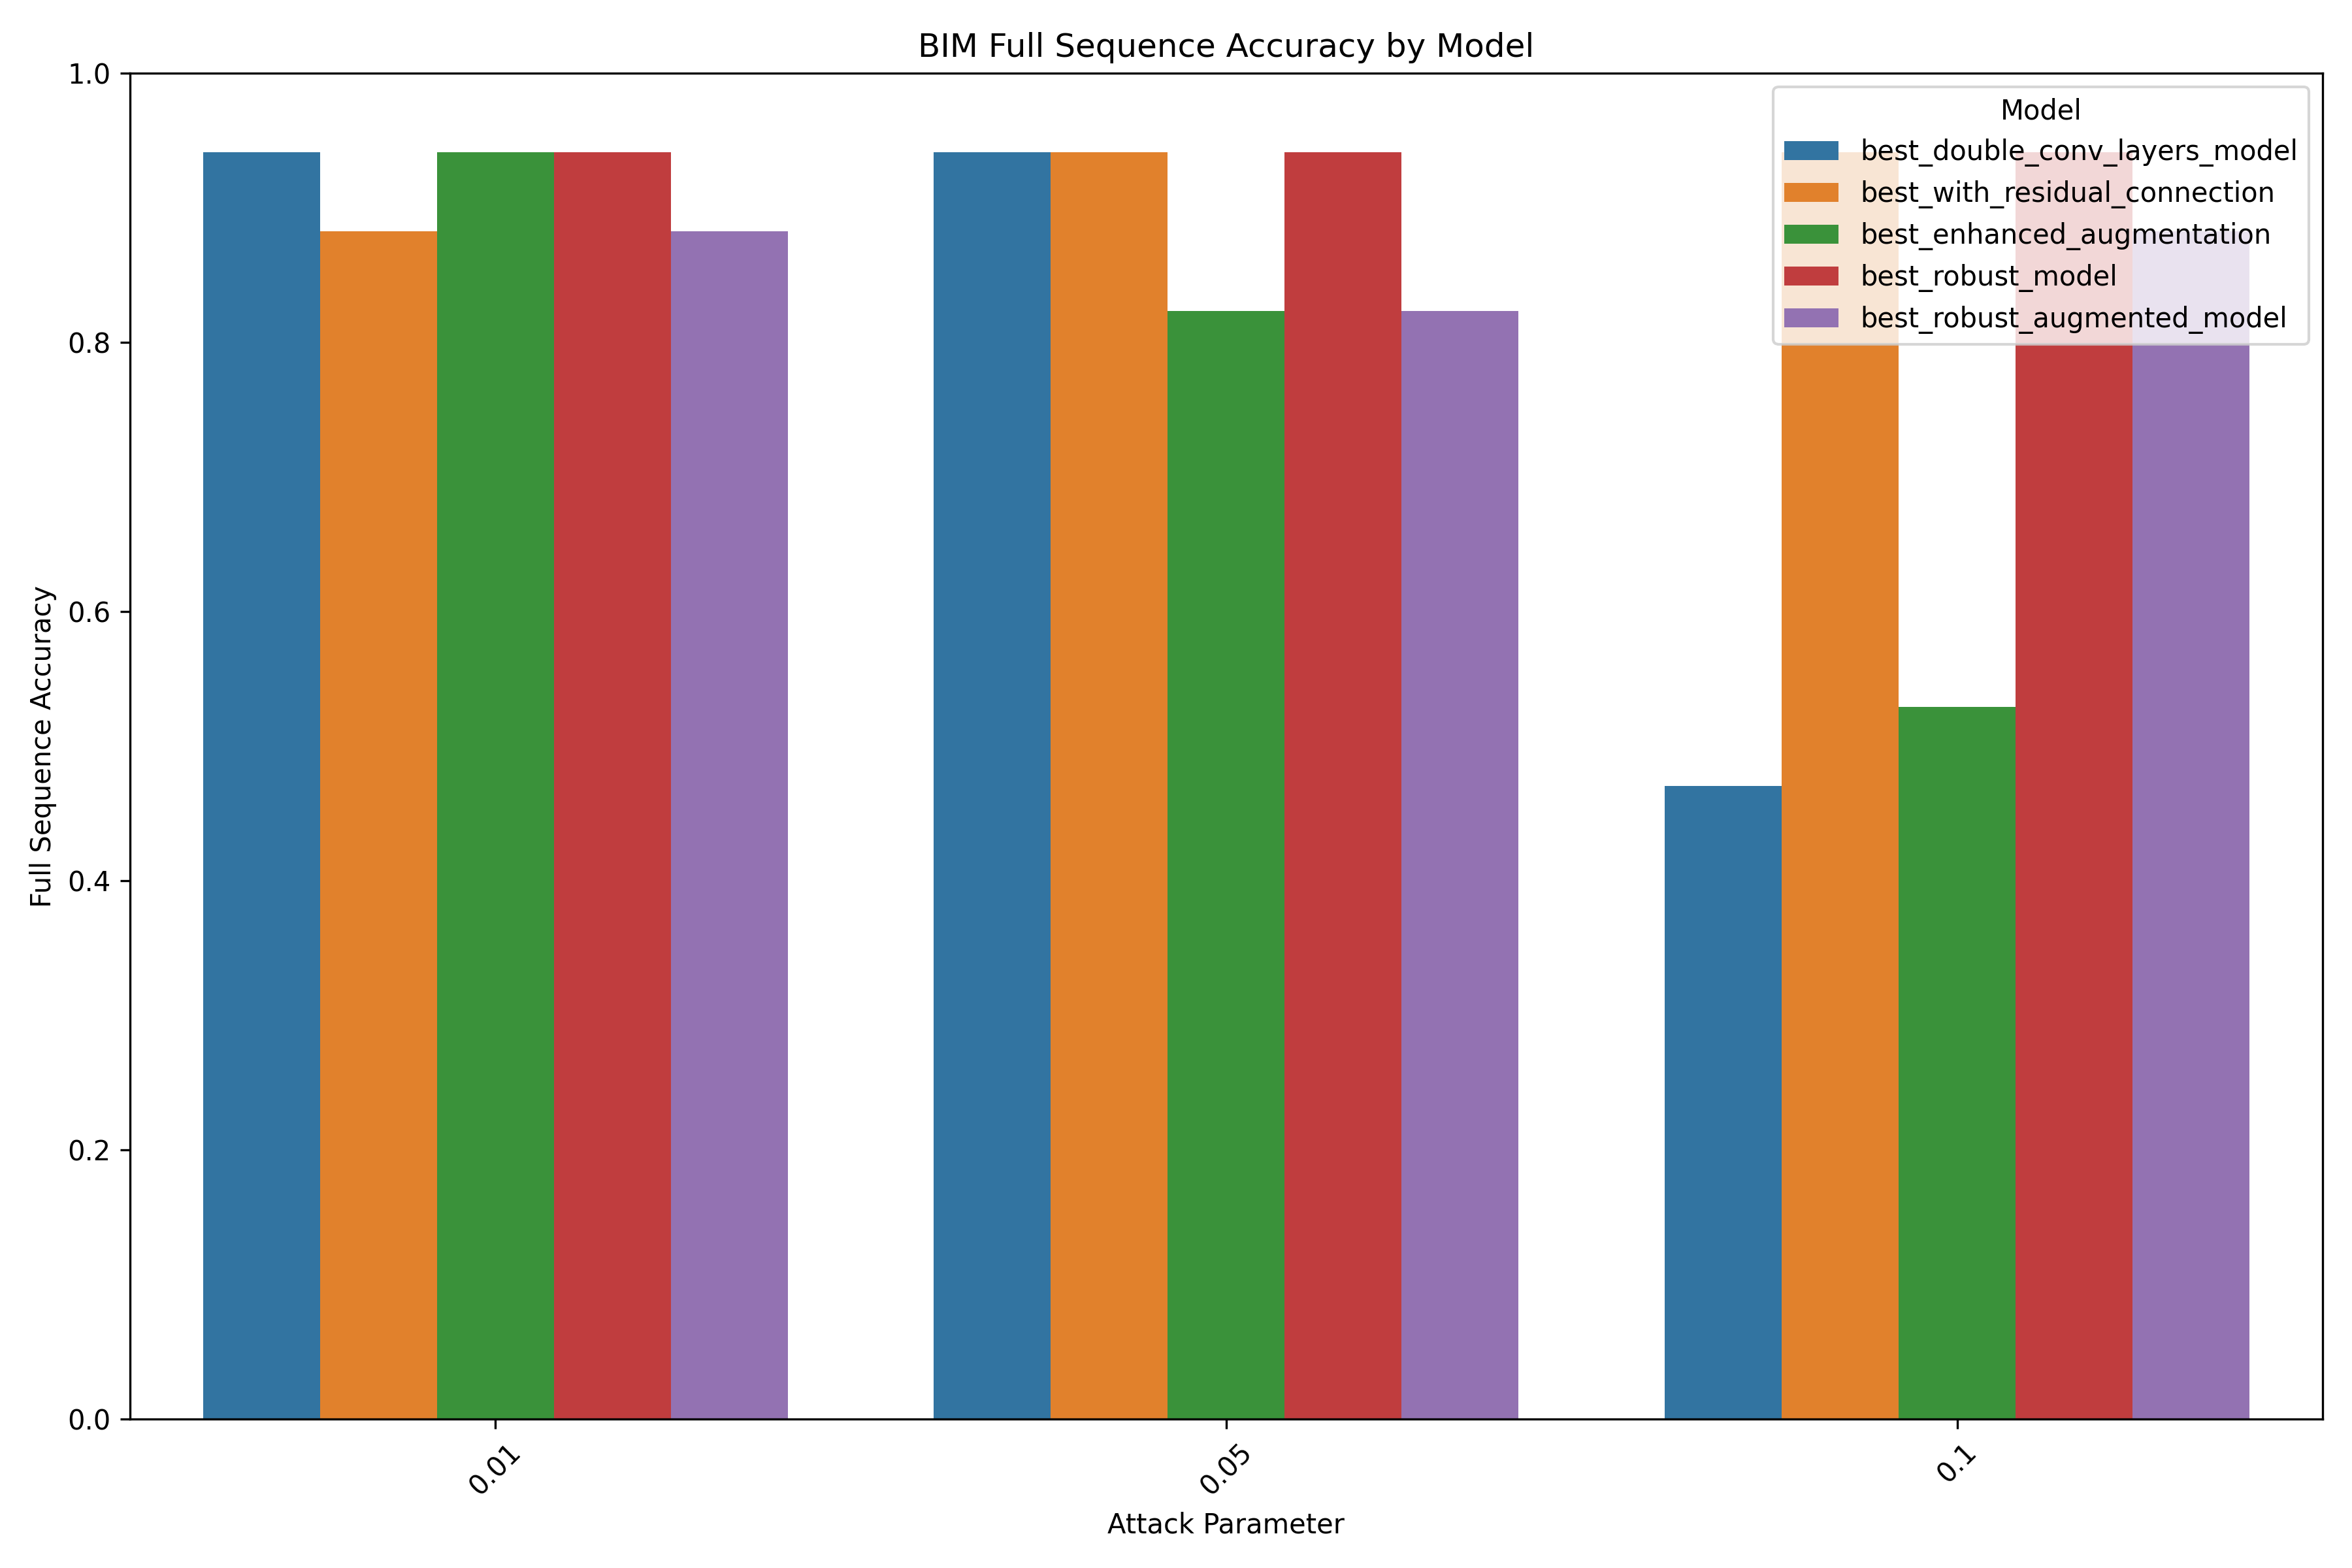 BIM Full Sequence Accuracy by Model
1.0
0.8
0.6
0.4
0.2
0.0
Full Sequence Accuracy
Model
best_double_conv_layers_model
best_with_residual_connection
best_enhanced_augmentation
best_robust_model
best_robust_augmented_model
0.01
0.05
0.1
Attack Parameter